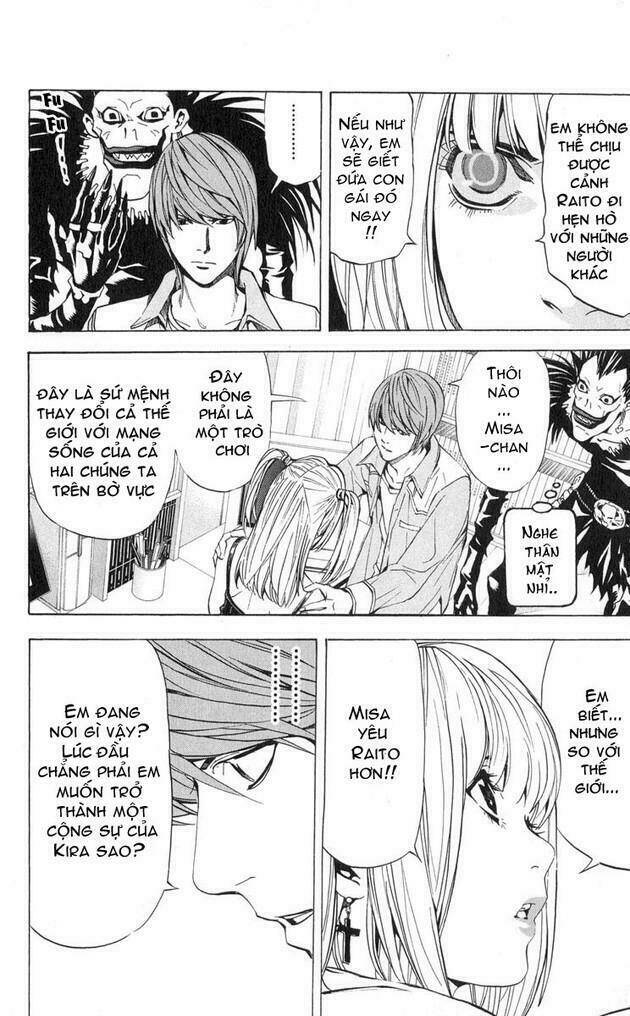 EM KHÔNG
THỂ CHỊU
ĐƯỢC
CẢNH
RAITO ĐI
HẸN HÒ
VỚI NHỮNG
NGƯỜI
KHÁC
NẾU NHƯ
VẬY, EM
SẼ GIẾT
ĐỨA CON
GÁI ĐÓ
NGAY
!!
.........
FU
FU
...
THÔI
NÀO
...
MISA
-CHAN
...
NGHE
THÂN
MẬT
NHỈ..
ĐÂY
KHÔNG
PHẢI LÀ
MỘT TRÒ
CHƠI
ĐÂY LÀ SỨ MỆNH
THAY ĐỔI CẢ THẾ
GIỚI VỚI MẠNG
SỐNG CỦA CẢ
HAI CHÚNG TA
TRÊN BỜ VỰC
EM
BIẾT...
NHƯNG
SO VỚI
THẾ
GIỚI...
MISA
YÊU
RAITO
HƠN!!
.........
EM ĐANG
NÓI GÌ VẬY?
LÚC ĐẦU
CHẲNG PHẢI EM
MUỐN TRỞ
THÀNH MỘT
CỘNG SỰ CỦA
KIRA SAO?